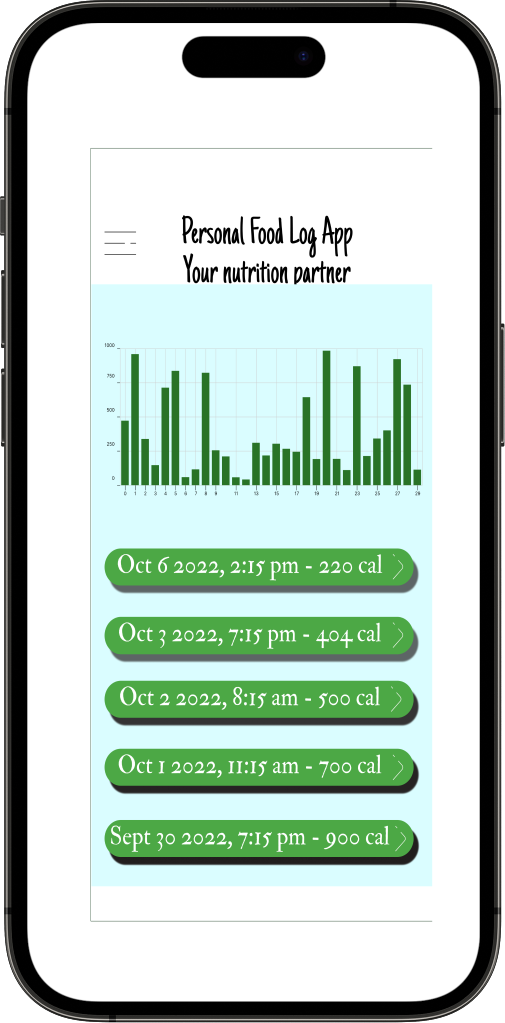 Personal Food Log App
Your nutrition partner
1000
750
500
250
0
0 1 2 3 4 5 6 7 8 9 11 13 15 17 19 21 23 25 27 29
Oct 6 2022, 2:15 pm - 220 cal
Oct 3 2022, 7:15 pm - 404 cal
Oct 2 2022, 8:15 am - 500 cal
Oct 1 2022, 11:15 am - 700 cal
Sept 30 2022, 7:15 pm - 900 cal